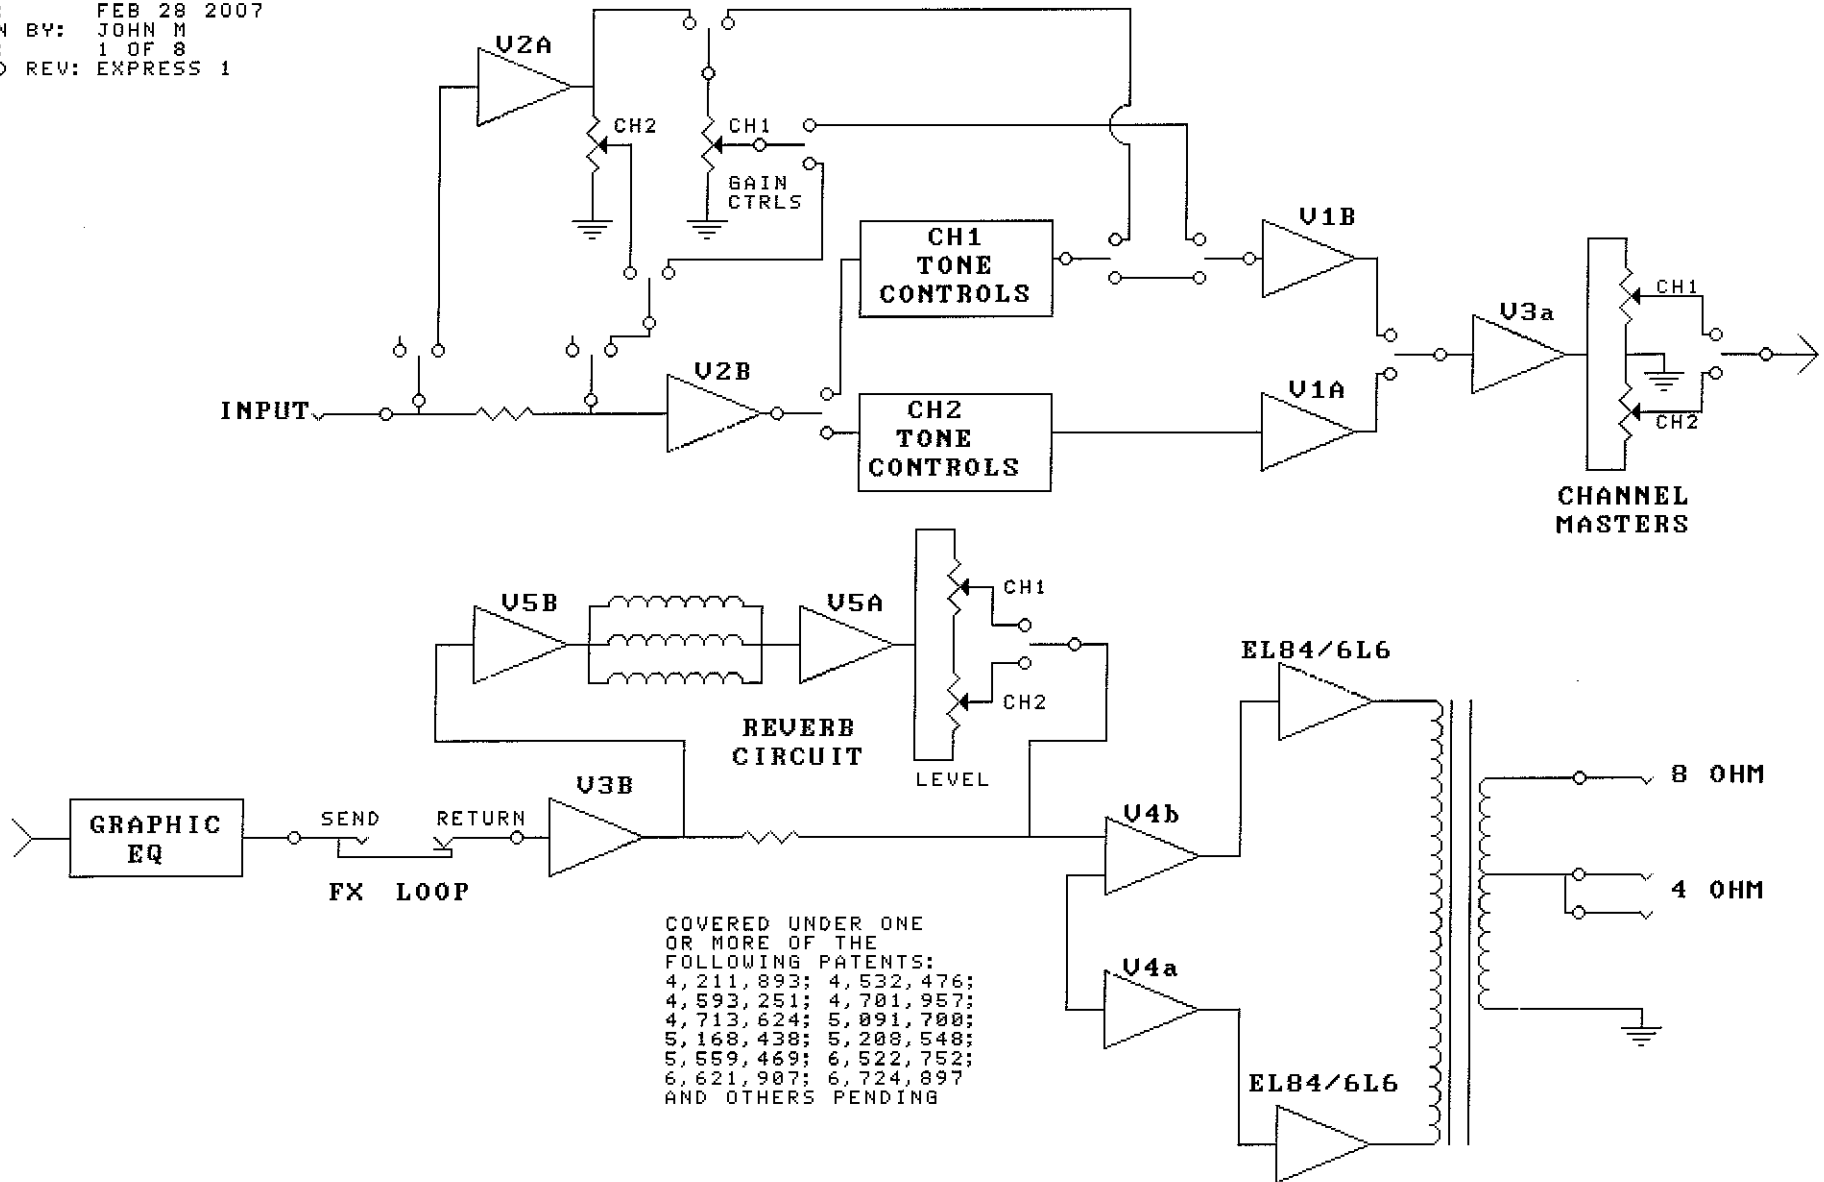 FEB 28 2007
N BY: JOHN M
1 OF 8
REV: EXPRESS 1
V2A
CH2
CH1
GAIN
CTRLS
CH1
TONE
CONTROLS
V1B
V3a
CH1
CH2
INPUT
V2B
CH2
TONE
CONTROLS
V1A
CHANNEL
MASTERS
V5B
V5A
CH1
CH2
REVERB
CIRCUIT
LEVEL
EL84/6L6
GRAPHIC
EQ
SEND
RETURN
FX LOOP
V3B
V4b
8 OHM
4 OHM
COVERED UNDER ONE
OR MORE OF THE
FOLLOWING PATENTS:
4,211,893; 4,532,476;
4,593,251; 4,701,957;
4,713,624; 5,091,700;
5,168,438; 5,208,548;
5,559,469; 6,522,752;
6,621,907; 6,724,897
AND OTHERS PENDING
V4a
EL84/6L6